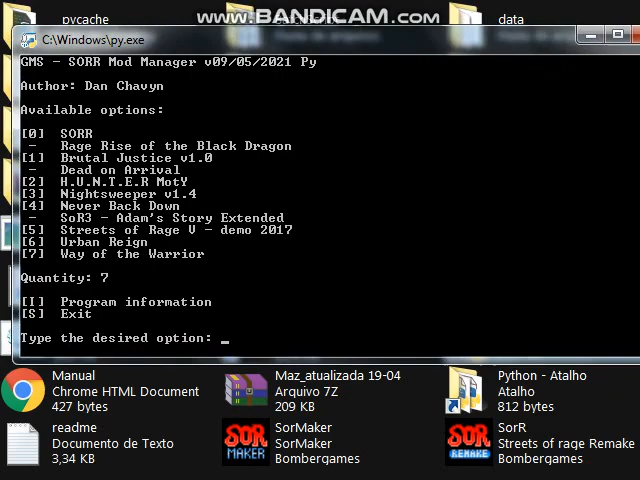 WWW.BANDICAM.COM
pycache
data
C:\Windows\py.exe
GMS - SORR Mod Manager v09/05/2021 Py
Author: Dan Chavyn
Available options:
[0] SORR
- Rage Rise of the Black Dragon
[1] Brutal Justice v1.0
- Dead on Arrival
[2] H.U.N.T.E.R MotY
[3] Nightsweeper v1.4
[4] Never Back Down
- SoR3 - Adam's Story Extended
[5] Streets of Rage V - demo 2017
[6] Urban Reign
[7] Way of the Warrior
Quantity: 7
[I] Program information
[S] Exit
Type the desired option: _
Manual
Chrome HTML Document
427 bytes
Maz_atualizada 19-04
Arquivo 7Z
209 KB
Python - Atalho
Atalho
812 bytes
readme
Documento de Texto
3,34 KB
SOR
MAKER
SorMaker
SorMaker
Bombergames
SOR
REMAKE
SorR
Streets of rage Remake
Bombergames